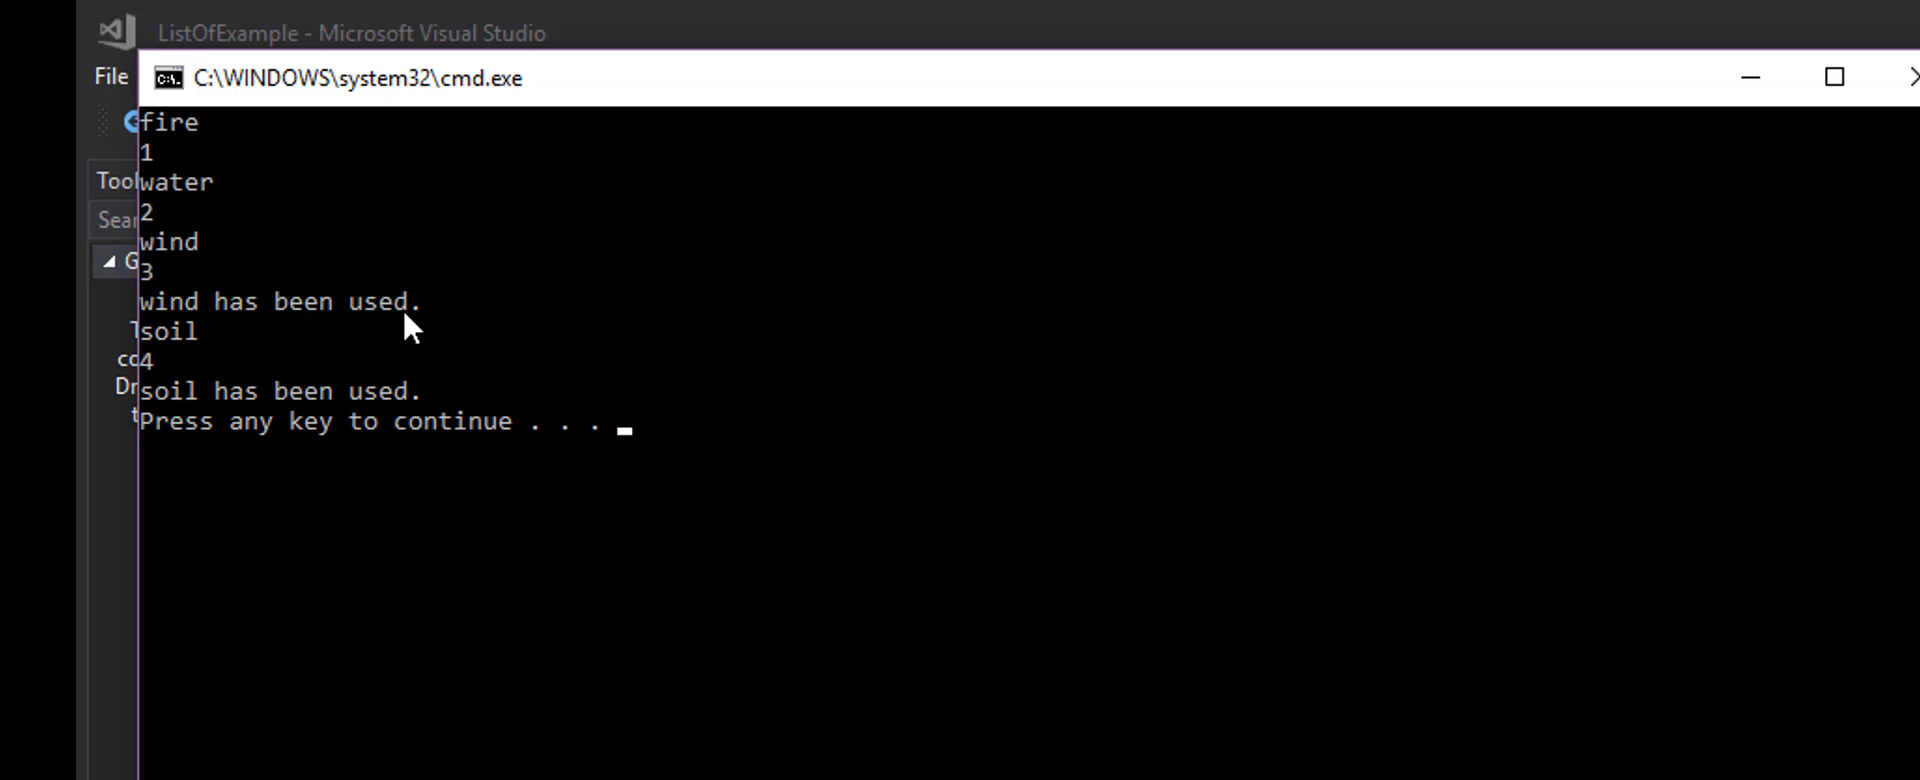 ListOfExample - Microsoft Visual Studio
File
C:\WINDOWS\system32\cmd.exe
fire
1
water
2
wind
3
wind has been used.
soil
4
soil has been used.
Press any key to continue . . .